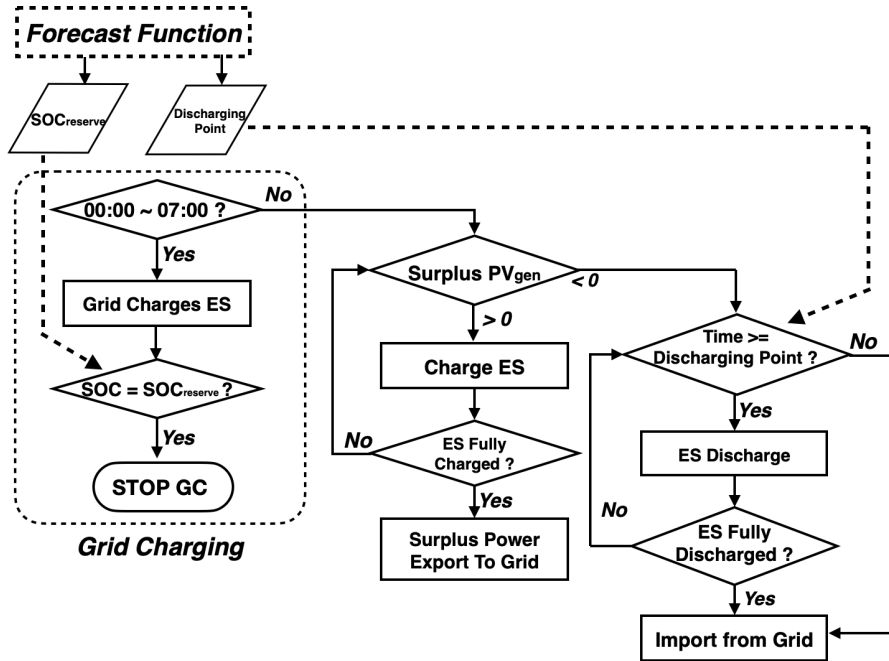 Forecast Function
SOCreserve
Discharging
Point
00:00 ~ 07:00 ?
No
Yes
Grid Charges ES
SOC = SOCreserve ?
Yes
STOP GC
Grid Charging
Surplus PVgen
< 0
> 0
Charge ES
No
ES Fully
Charged ?
Yes
Surplus Power
Export To Grid
Time >=
Discharging Point ?
No
Yes
ES Discharge
No
ES Fully
Discharged ?
Yes
Import from Grid